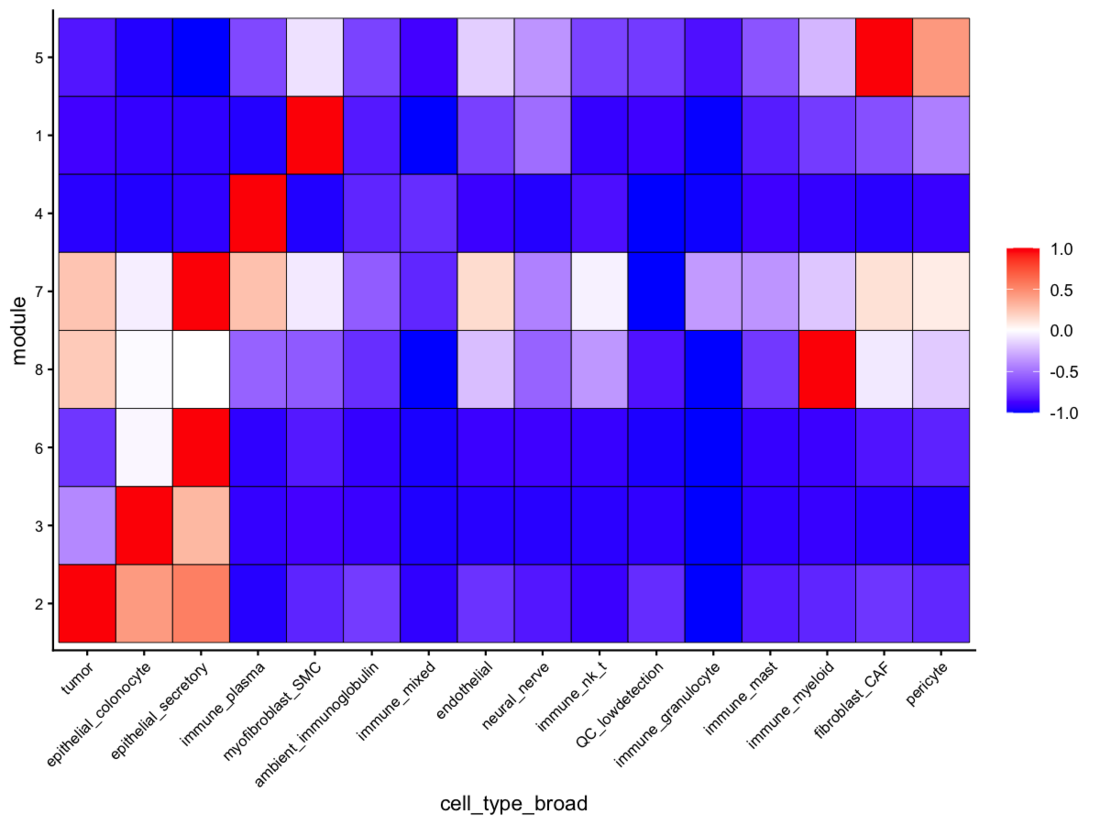 module
5
1
4
7
8
6
3
2
tumor
epithelial_colonocyte
epithelial_secretory
immune_plasma
myofibroblast_SMC
ambient_immunoglobulin
immune_mixed
endothelial
neural_nerve
immune_nk_t
QC_lowdetection
immune_granulocyte
immune_mast
immune_myeloid
fibroblast_CAF
pericyte
cell_type_broad
1.0
0.5
0.0
-0.5
-1.0